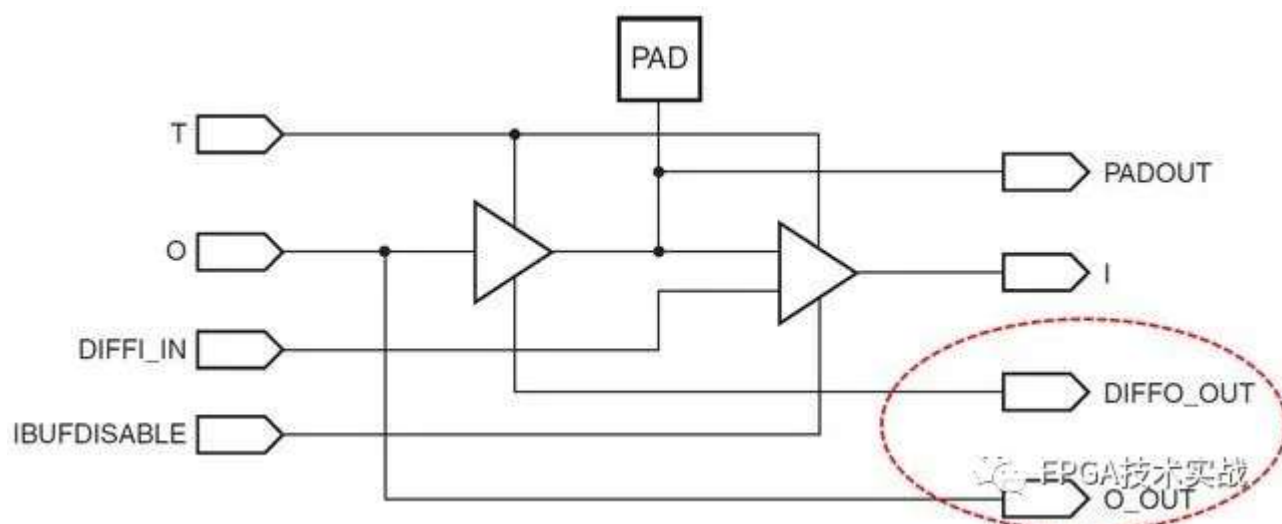 PAD
T
PADOUT
O
I
DIFFI_IN
DIFFO_OUT
IBUFDISABLE
FPGA技术实战
O_OUT